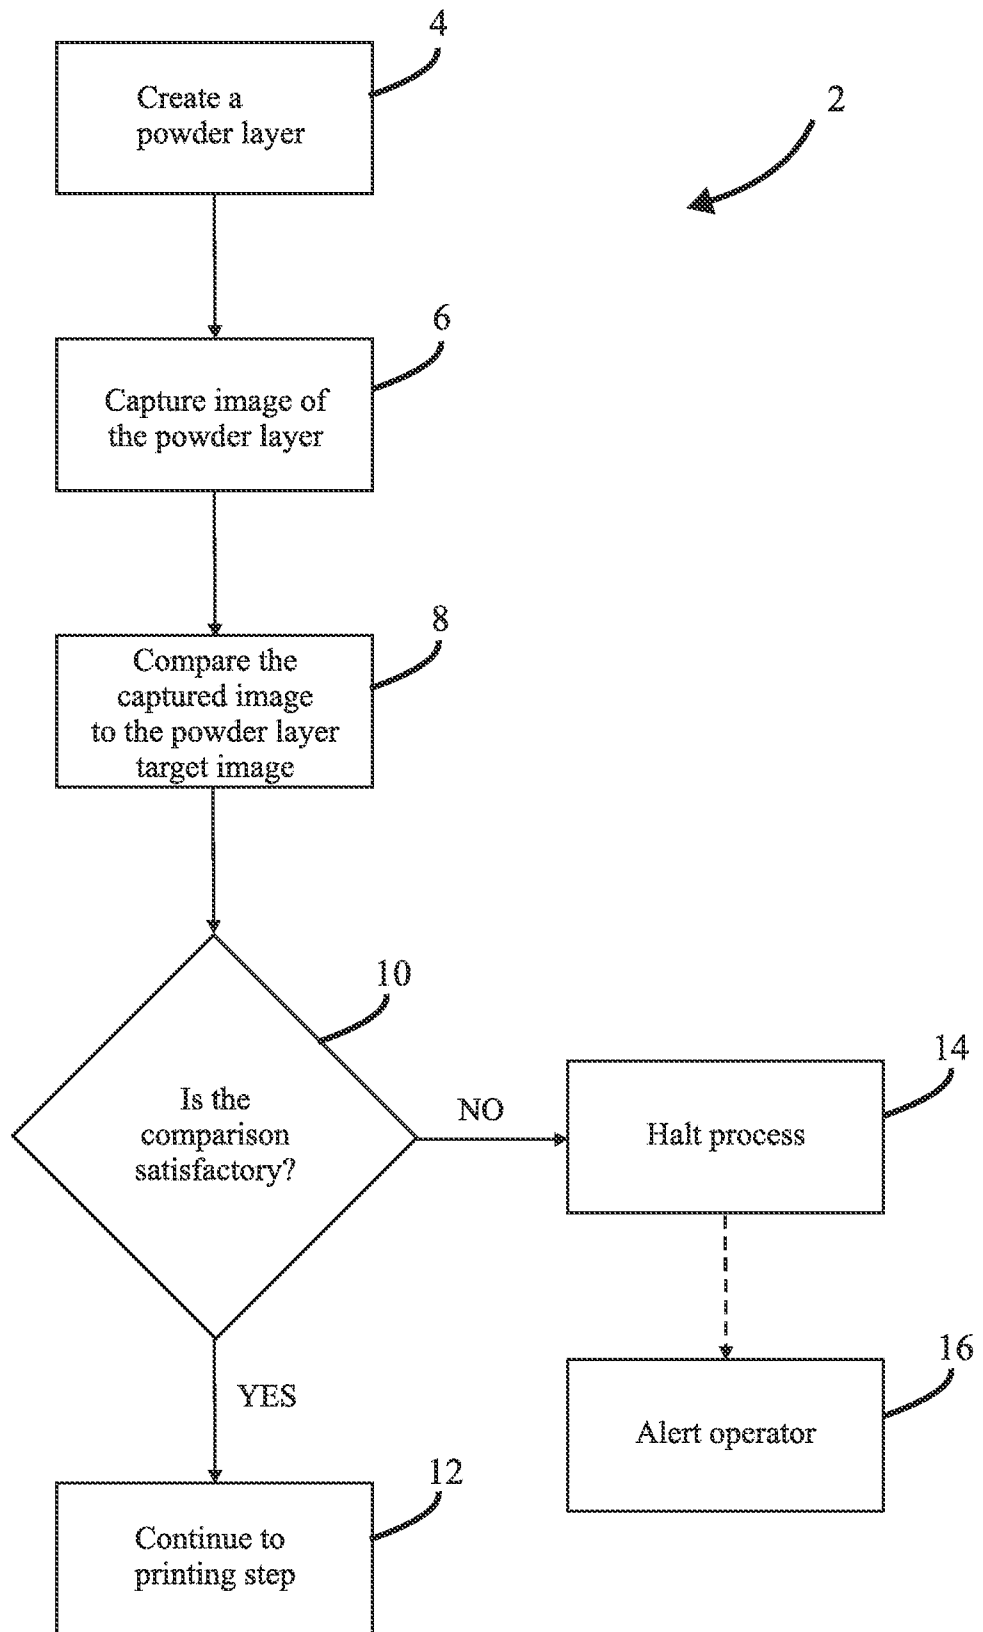 4
Create a
powder layer
2
6
Capture image of
the powder layer
8
Compare the
captured image
to the powder layer
target image
10
Is the
comparison
satisfactory?
NO
14
Halt process
YES
16
Alert operator
12
Continue to
printing step